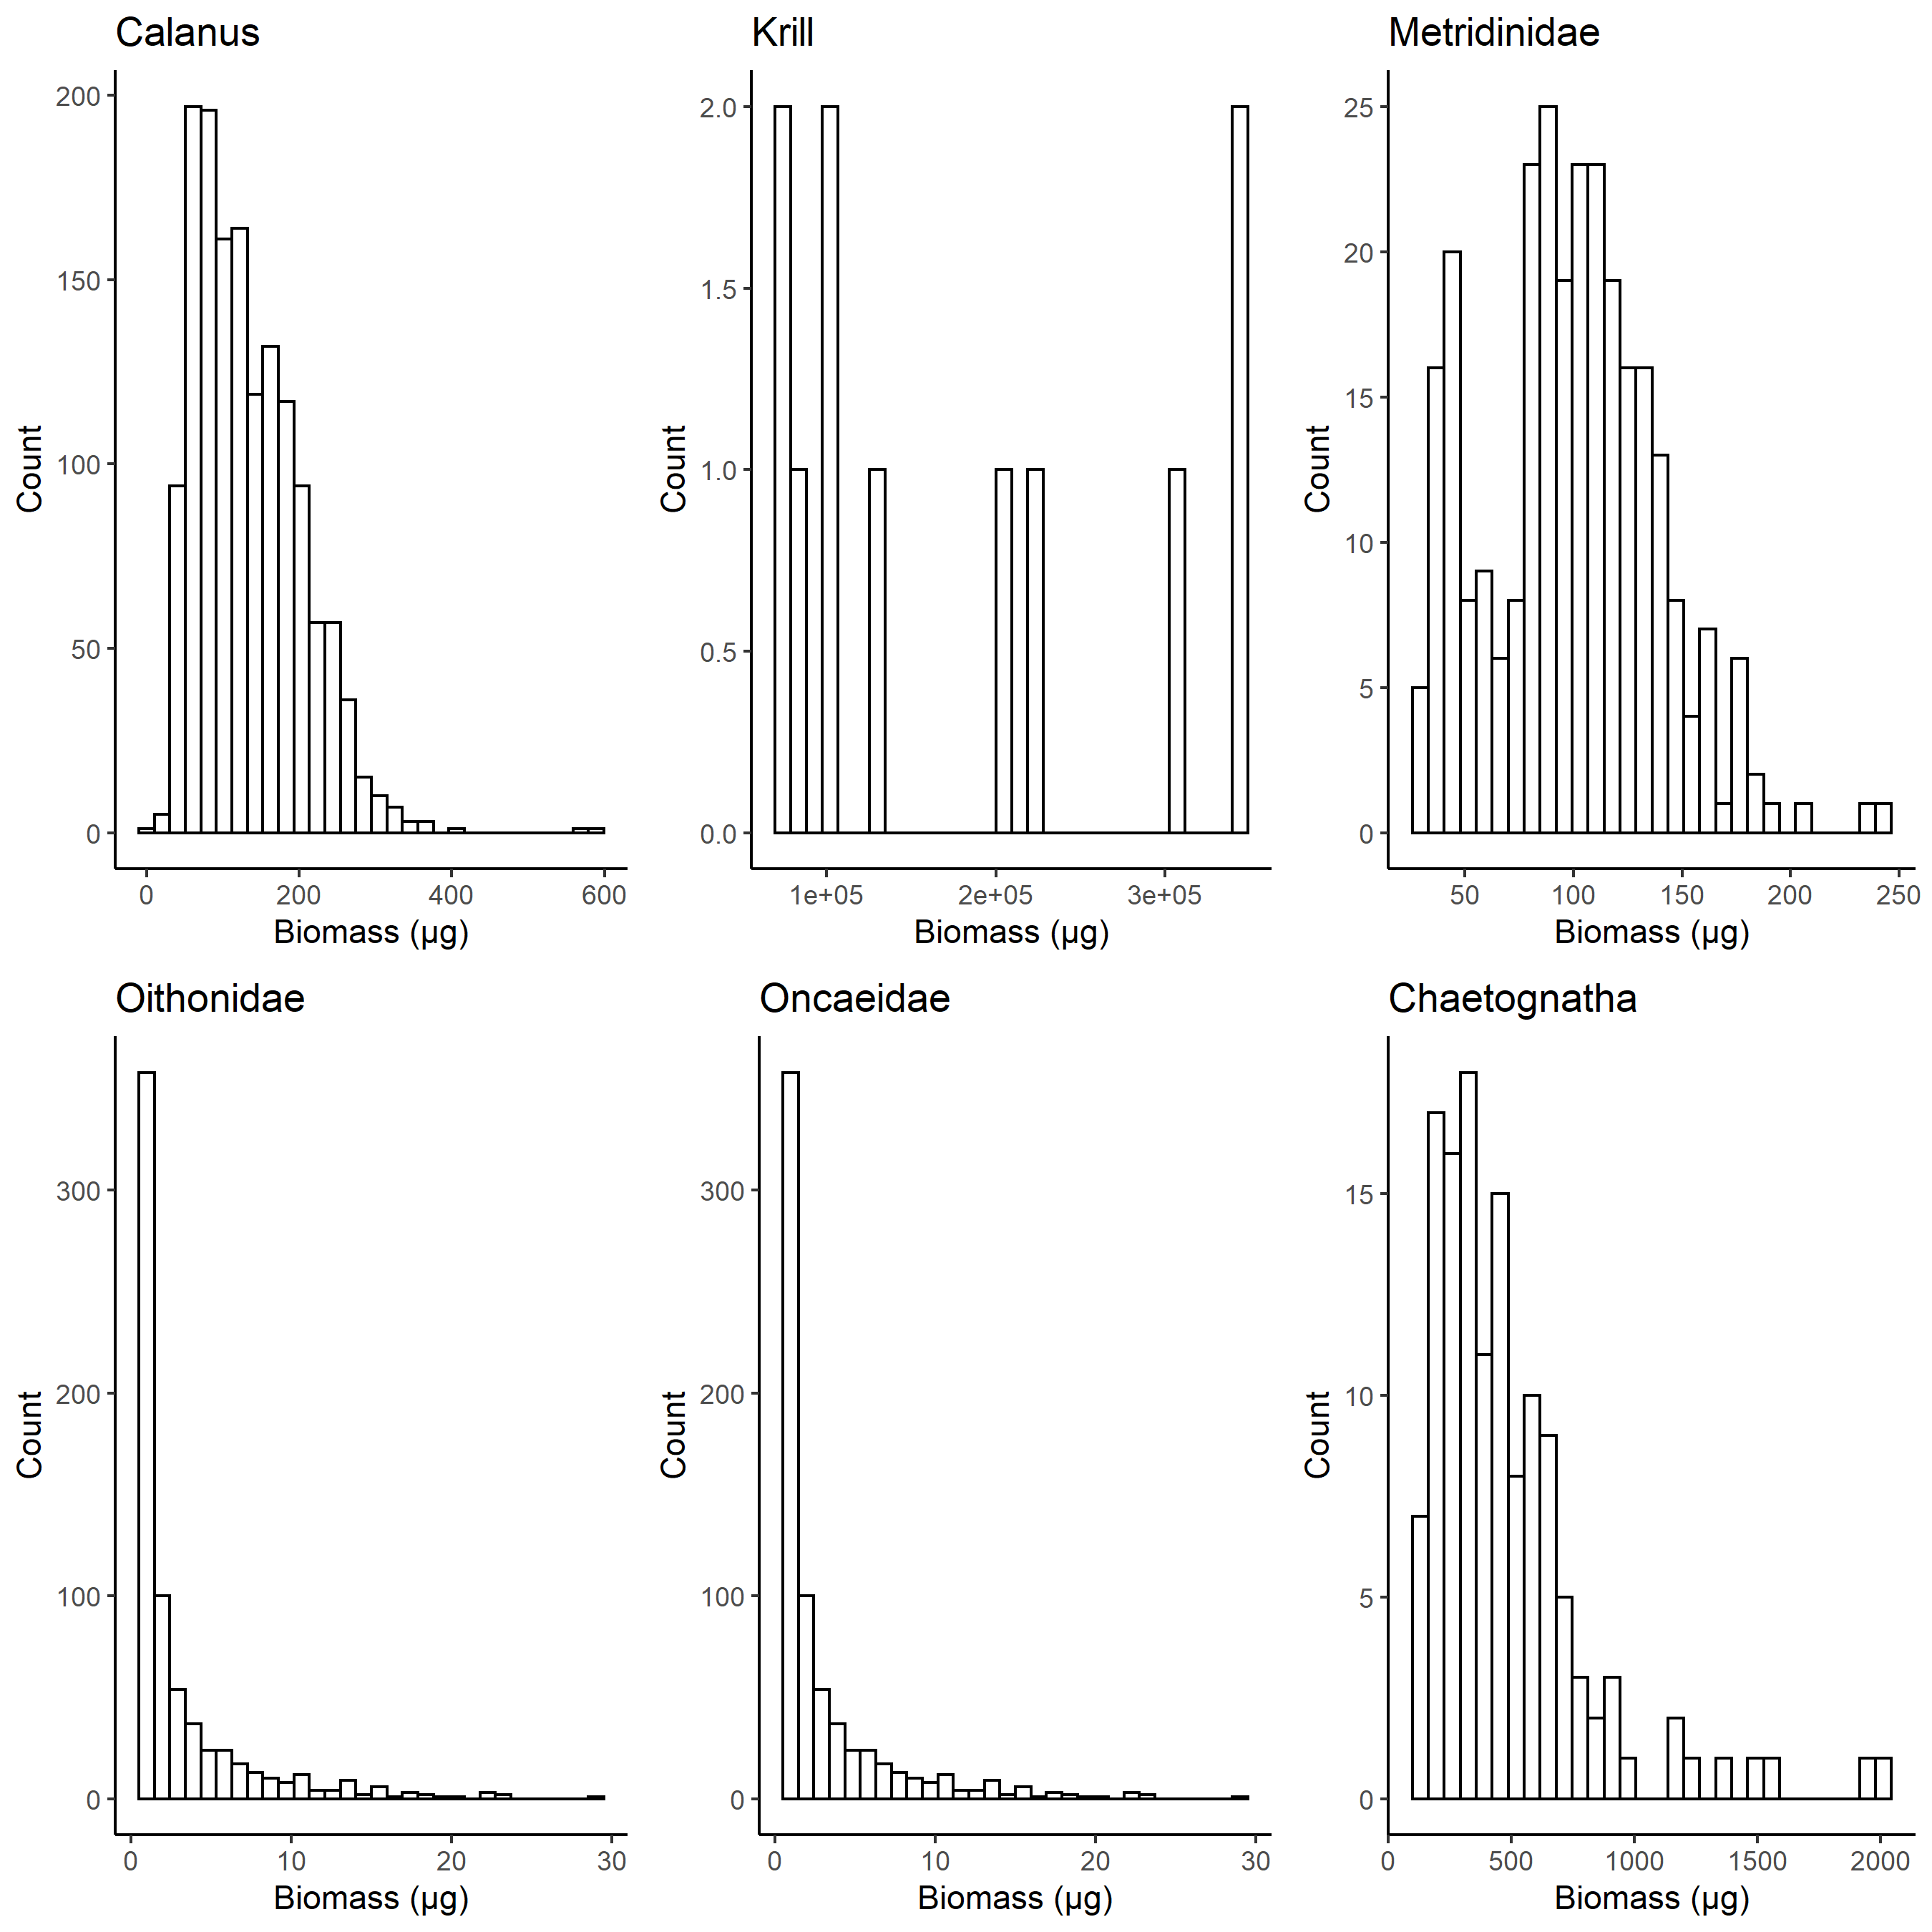 Calanus
200
150
100
50
0
Count
0 200 400 600
Biomass (µg)
Krill
2.0
1.5
1.0
0.5
0.0
Count
1e+05 2e+05 3e+05
Biomass (µg)
Metridinidae
25
20
15
10
5
0
Count
50 100 150 200 250
Biomass (µg)
Oithonidae
300
200
100
0
Count
0 10 20 30
Biomass (µg)
Oncaeidae
300
200
100
0
Count
0 10 20 30
Biomass (µg)
Chaetognatha
15
10
5
0
Count
0 500 1000 1500 2000
Biomass (µg)